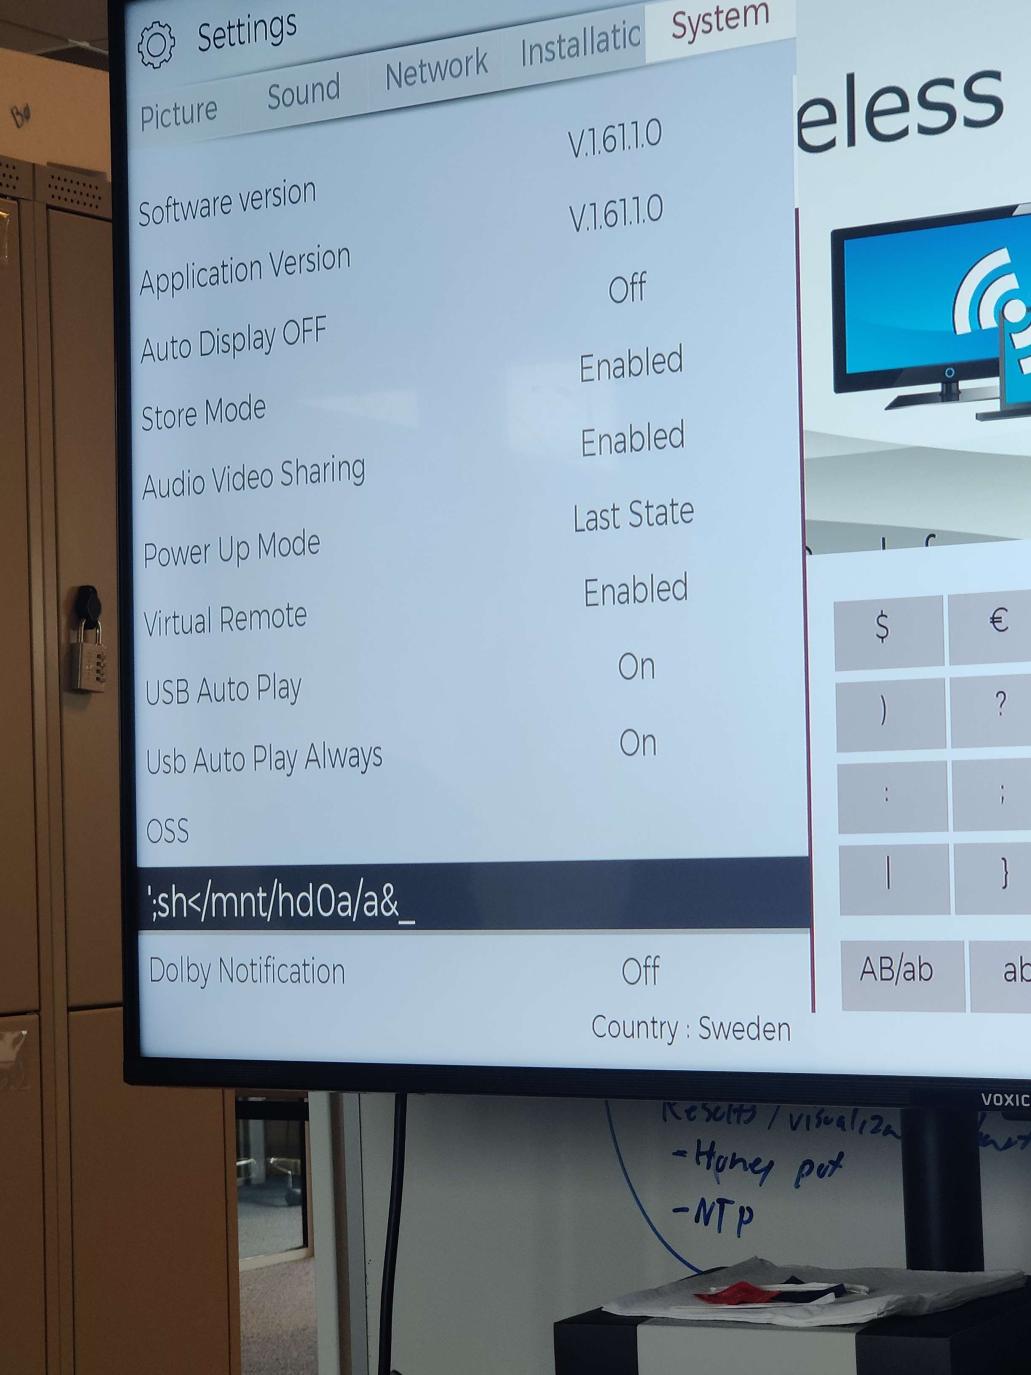 Settings
Picture Sound Network Installatic System
Software version V.1.61.1.0
Application Version V.1.61.1.0
Auto Display OFF Off
Store Mode Enabled
Audio Video Sharing Enabled
Power Up Mode Last State
Virtual Remote Enabled
USB Auto Play On
Usb Auto Play Always On
OSS
';sh</mnt/hd0a/a&_
Dolby Notification Off
Country : Sweden
eless
$ €
) ?
: ;
| }
AB/ab ab
VOXIC
Results / visualiza
- Honey pot
- NTP